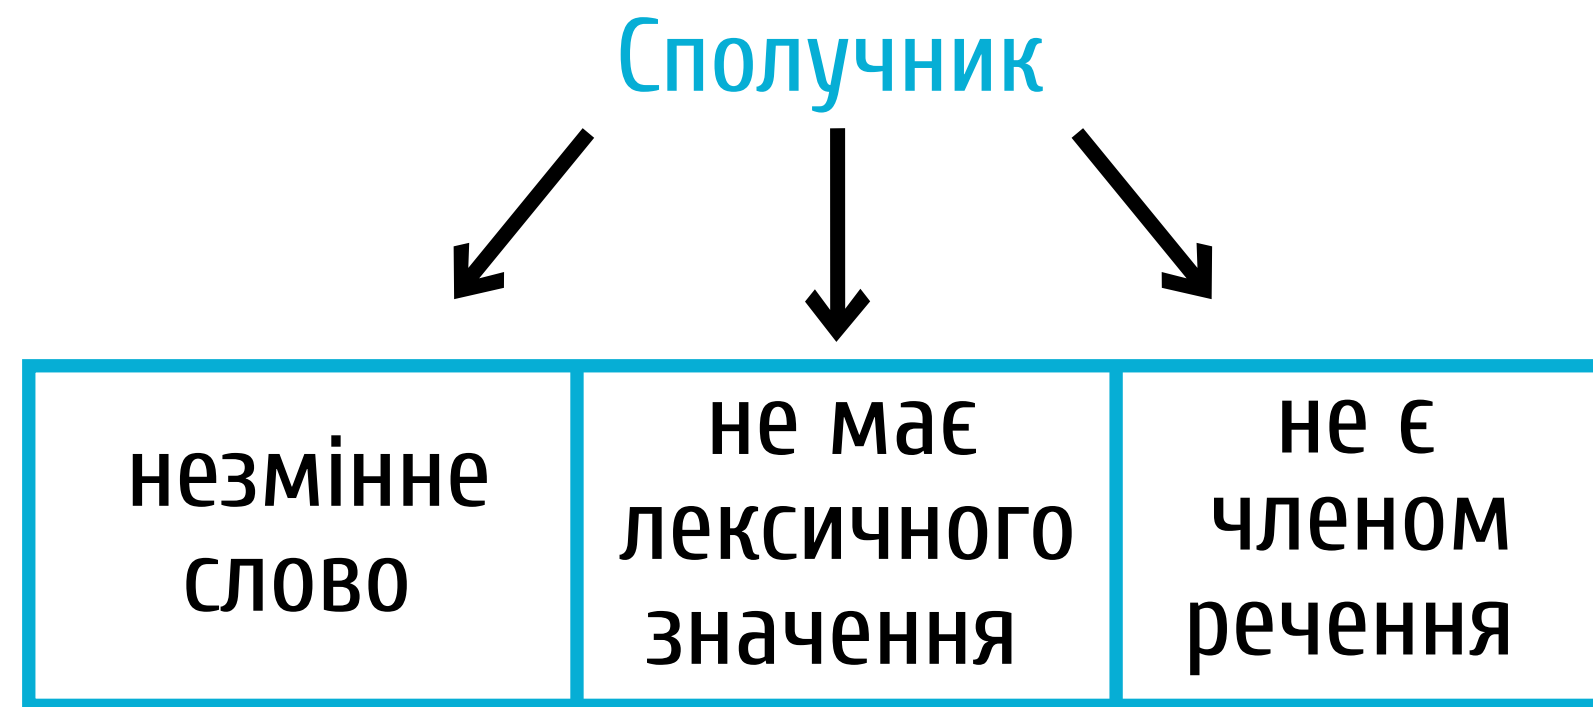 Сполучник
незмінне
слово
не має
лексичного
значення
не є
членом
речення